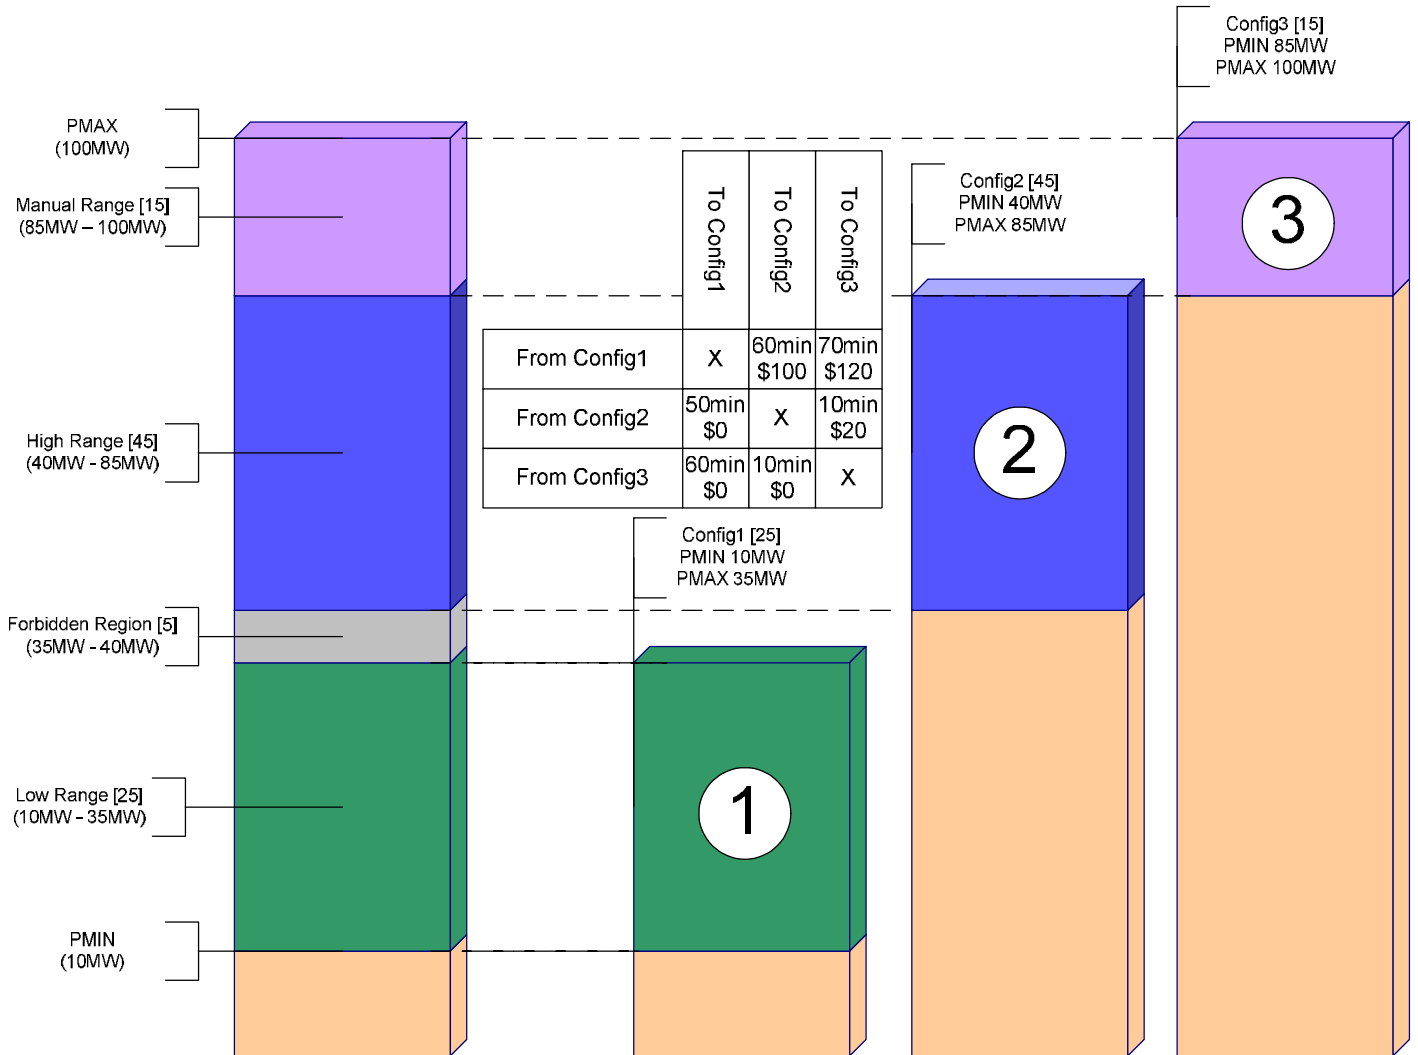 Config3 [15]
PMIN 85MW
PMAX 100MW
PMAX
(100MW)
Manual Range [15]
(85MW – 100MW)
Config2 [45]
PMIN 40MW
PMAX 85MW
3
To Config1
To Config2
To Config3
From Config1
X
60min
$100
70min
$120
From Config2
50min
$0
X
10min
$20
From Config3
60min
$0
10min
$0
X
High Range [45]
(40MW - 85MW)
2
Config1 [25]
PMIN 10MW
PMAX 35MW
Forbidden Region [5]
(35MW - 40MW)
Low Range [25]
(10MW - 35MW)
1
PMIN
(10MW)